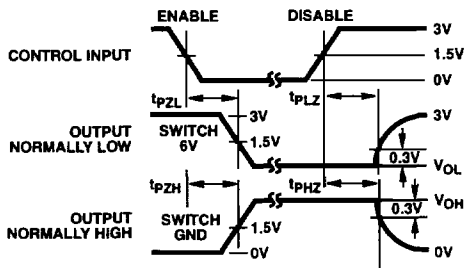 ENABLE DISABLE
3V
CONTROL INPUT 1.5V
0V
tPZL tPLZ
3V 3V
OUTPUT NORMALLY LOW
SWITCH 6V
1.5V
0.3V
VOL
tPZH tPHZ
VOH
OUTPUT NORMALLY HIGH
SWITCH GND
1.5V
0.3V
0V 0V